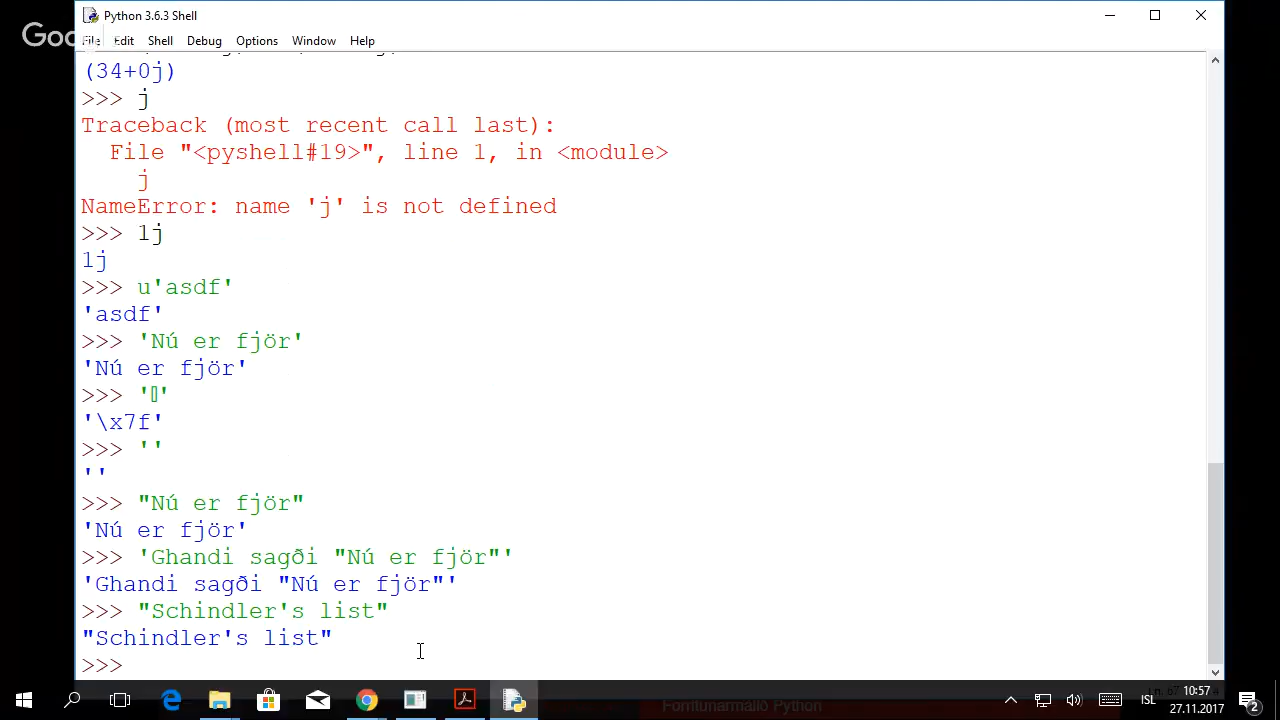 Python 3.6.3 Shell
File Edit Shell Debug Options Window Help
(34+0j)
>>> j
Traceback (most recent call last):
  File "<pyshell#19>", line 1, in <module>
    j
NameError: name 'j' is not defined
>>> 1j
1j
>>> u'asdf'
'asdf'
>>> 'Nú er fjör'
'Nú er fjör'
>>> '▯'
'\x7f'
>>> ''
''
>>> "Nú er fjör"
'Nú er fjör'
>>> 'Ghandi sagði "Nú er fjör"'
'Ghandi sagði "Nú er fjör"'
>>> "Schindler's list"
"Schindler's list"
>>>
ISL
10:57
27.11.2017
2
Forritunarmálið Python